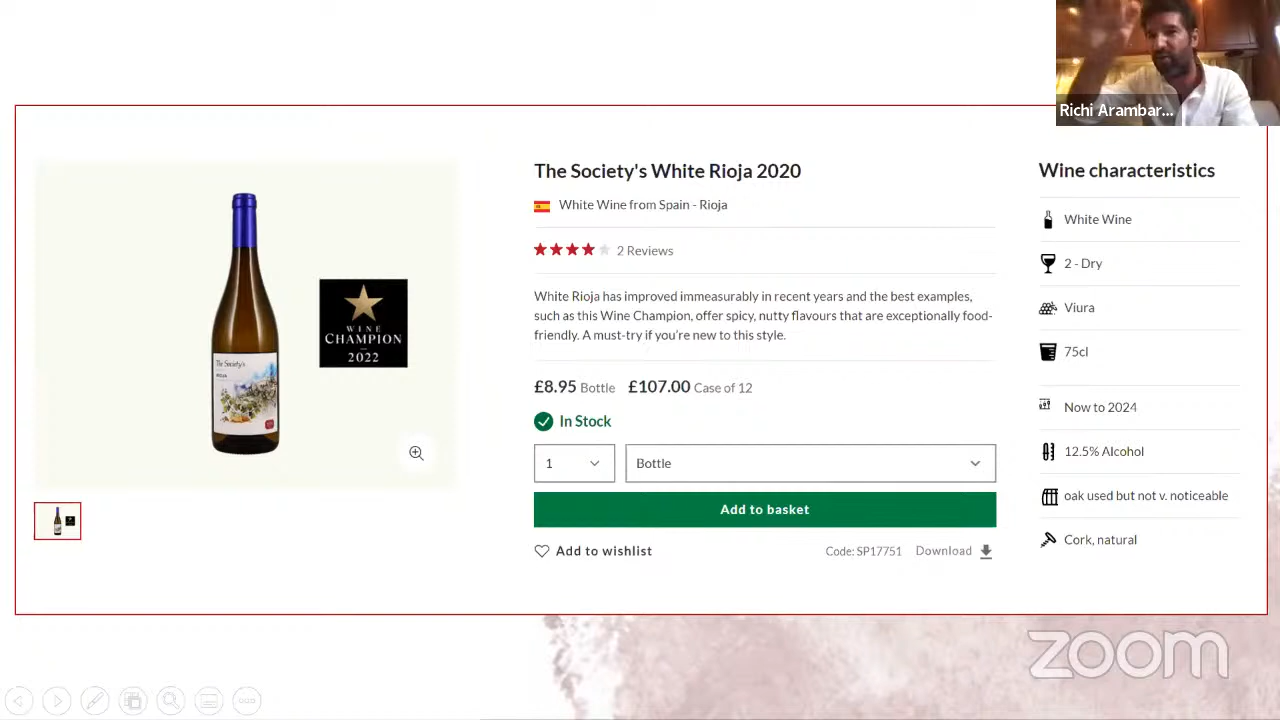 Richi Arambar...
The Society's White Rioja 2020
White Wine from Spain - Rioja
2 Reviews
White Rioja has improved immeasurably in recent years and the best examples,
such as this Wine Champion, offer spicy, nutty flavours that are exceptionally food-
friendly. A must-try if you're new to this style.
£8.95 Bottle £107.00 Case of 12
In Stock
1 Bottle
Add to basket
Add to wishlist Code: SP17751 Download
The Society's
RIOJA
WINE
CHAMPION
2022
Wine characteristics
White Wine
2 - Dry
Viura
75cl
Now to 2024
12.5% Alcohol
oak used but not v. noticeable
Cork, natural
zoom